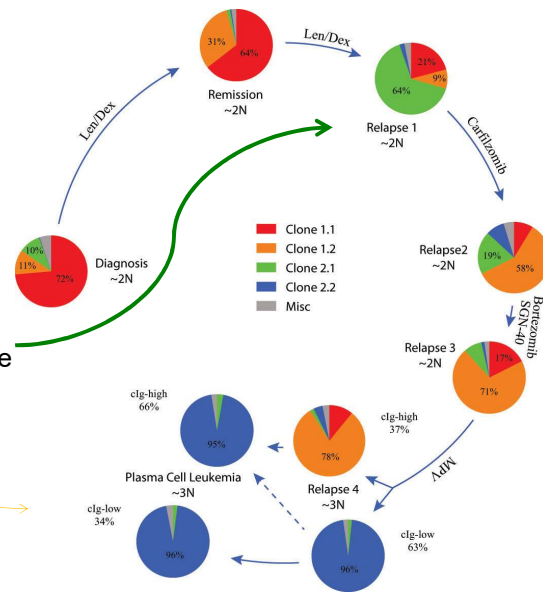 31%
64%
Remission
~2N
Len/Dex
Len/Dex
21%
9%
64%
Relapse 1
~2N
Carfilzomib
10%
11%
72%
Diagnosis
~2N
Clone 1.1
Clone 1.2
Clone 2.1
Clone 2.2
Misc
Relapse2
~2N
19%
58%
Bortezomib
SGN-40
e
Relapse 3
~2N
17%
71%
MPV
cIg-high
66%
95%
Plasma Cell Leukemia
~3N
cIg-high
37%
78%
Relapse 4
~3N
cIg-low
34%
96%
cIg-low
63%
96%